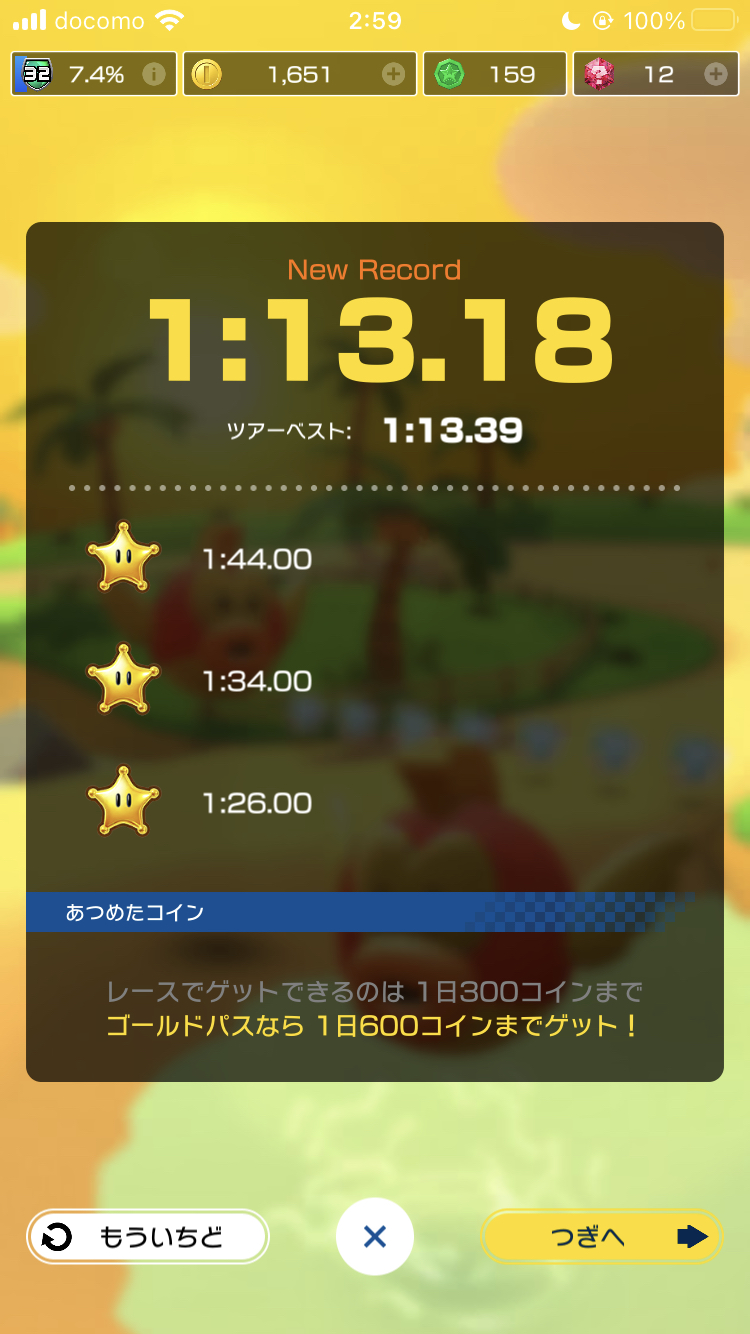 docomo 2:59 100%
32 7.4% 1,651 159 12
New Record
1:13.18
ツアーベスト: 1:13.39
1:44.00
1:34.00
1:26.00
あつめたコイン
レースでゲットできるのは 1日300コインまで
ゴールドパスなら 1日600コインまでゲット！
もういちど × つぎへ